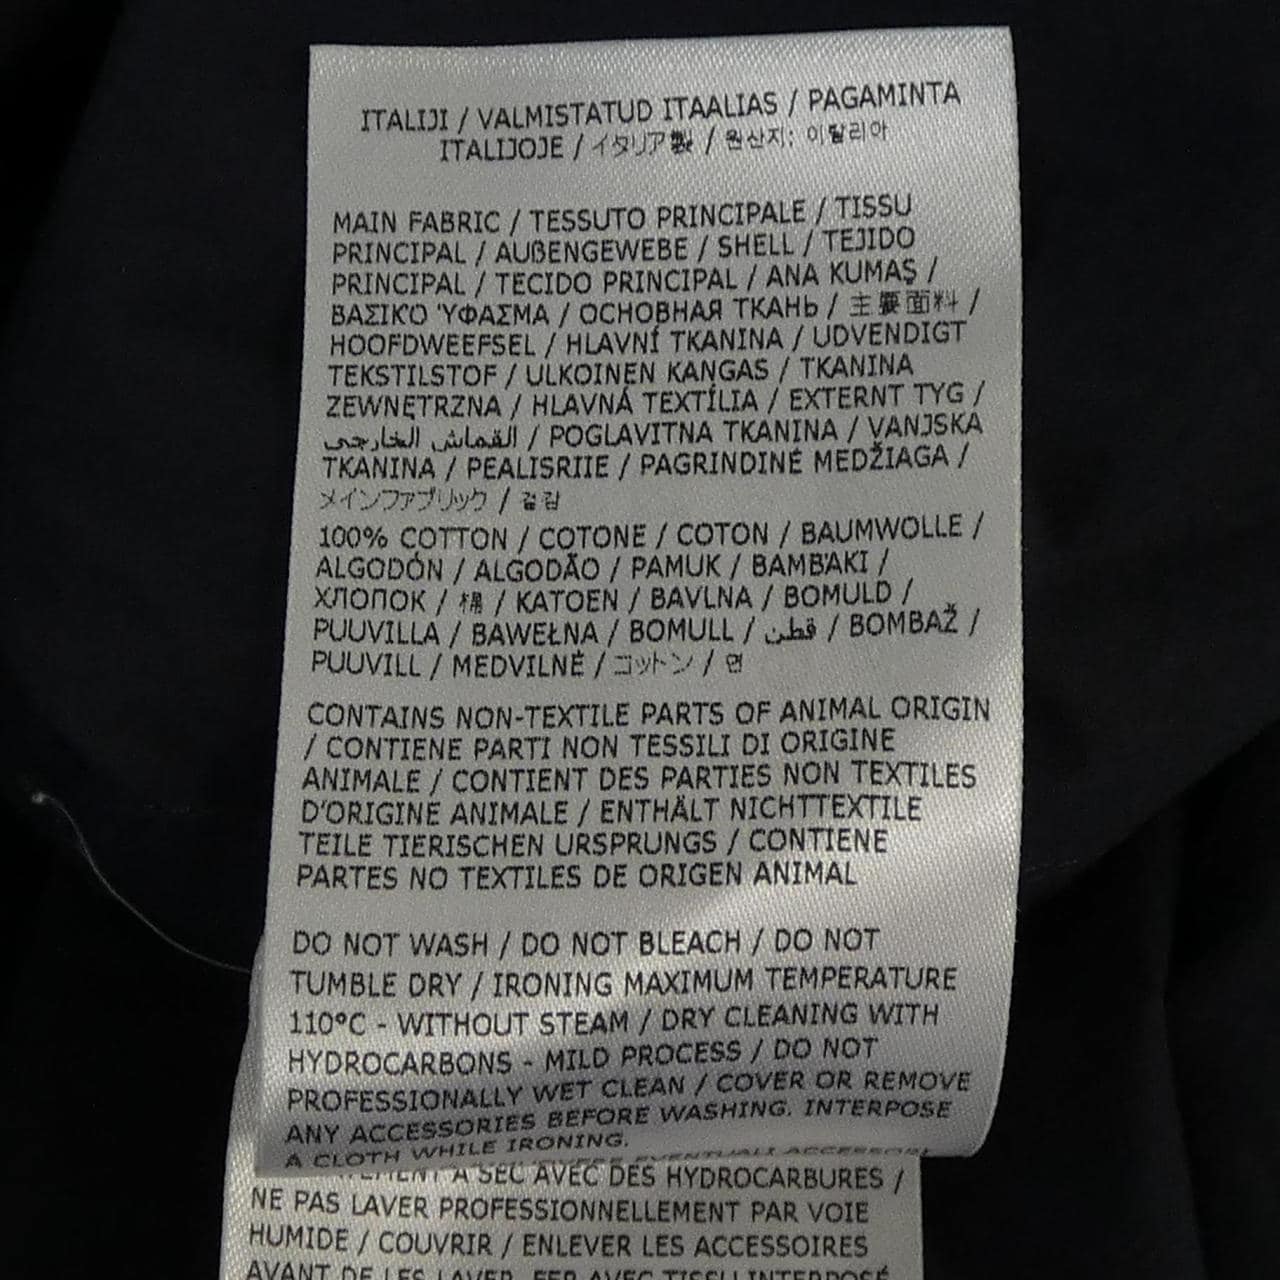 ITALIJI / VALMISTATUD ITAALIAS / PAGAMINTA
ITALIJOJE / イタリア製 / 원산지: 이탈리아
MAIN FABRIC / TESSUTO PRINCIPALE / TISSU
PRINCIPAL / AUßENGEWEBE / SHELL / TEJIDO
PRINCIPAL / TECIDO PRINCIPAL / ANA KUMAŞ /
ΒΑΣΙΚΌ ΎΦΑΣΜΑ / ОСНОВНАЯ ТКАНЬ / 主要面料 /
HOOFDWEEFSEL / HLAVNÍ TKANINA / UDVENDIGT
TEKSTILSTOF / ULKOINEN KANGAS / TKANINA
ZEWNĘTRZNA / HLAVNÁ TEXTÍLIA / EXTERNT TYG /
القماش الخارجي / POGLAVITNA TKANINA / VANJSKA
TKANINA / PEALISRIIE / PAGRINDINĖ MEDŽIAGA /
メインファブリック / 겉감
100% COTTON / COTONE / COTON / BAUMWOLLE /
ALGODÓN / ALGODÃO / PAMUK / ΒΑΜΒΆΚΙ /
ХЛОПОК / 棉 / KATOEN / BAVLNA / BOMULD /
PUUVILLA / BAWEŁNA / BOMULL / قطن / BOMBAŽ /
PUUVILL / MEDVILNĖ / コットン / 면
CONTAINS NON-TEXTILE PARTS OF ANIMAL ORIGIN
/ CONTIENE PARTI NON TESSILI DI ORIGINE
ANIMALE / CONTIENT DES PARTIES NON TEXTILES
D'ORIGINE ANIMALE / ENTHÄLT NICHTTEXTILE
TEILE TIERISCHEN URSPRUNGS / CONTIENE
PARTES NO TEXTILES DE ORIGEN ANIMAL
DO NOT WASH / DO NOT BLEACH / DO NOT
TUMBLE DRY / IRONING MAXIMUM TEMPERATURE
110°C - WITHOUT STEAM / DRY CLEANING WITH
HYDROCARBONS - MILD PROCESS / DO NOT
PROFESSIONALLY WET CLEAN / COVER OR REMOVE
ANY ACCESSORIES BEFORE WASHING. INTERPOSE
A CLOTH WHILE IRONING.
A SEC AVEC DES HYDROCARBURES /
NE PAS LAVER PROFESSIONNELLEMENT PAR VOIE
HUMIDE / COUVRIR / ENLEVER LES ACCESSOIRES
AVANT DE LES LAVER. FER AVEC TISSU INTERPOSÉ